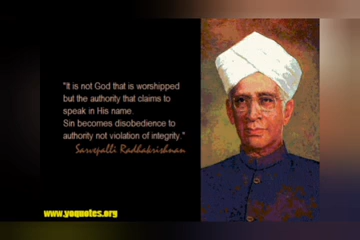 "It is not God that is worshipped
but the authority that claims to
speak in His name.
Sin becomes disobedience to
authority not violation of integrity."
Sarvepalli Radhakrishnan
www.yoquotes.org